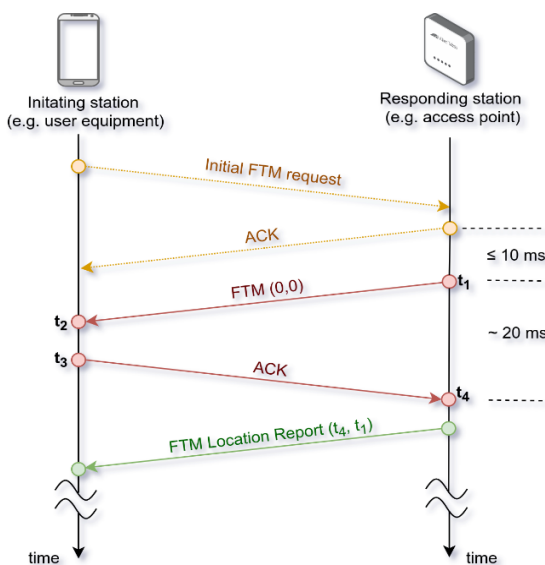 Initating station
(e.g. user equipment)
Responding station
(e.g. access point)
Initial FTM request
ACK
≤ 10 ms
t1
FTM (0,0)
t2
~ 20 ms
t3
ACK
t4
FTM Location Report (t4, t1)
time
time